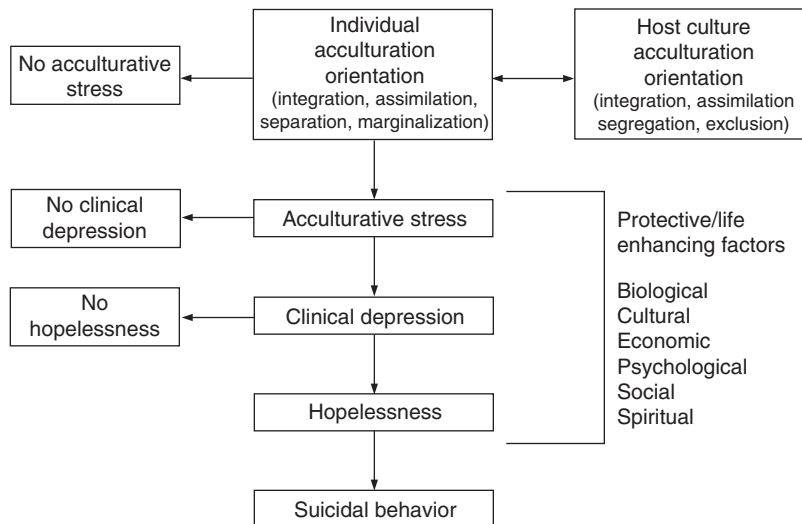 No acculturative
stress
Individual
acculturation
orientation
(integration, assimilation,
separation, marginalization)
Host culture
acculturation
orientation
(integration, assimilation
segregation, exclusion)
No clinical
depression
Acculturative stress
Protective/life
enhancing factors
Biological
Cultural
Economic
Psychological
Social
Spiritual
No
hopelessness
Clinical depression
Hopelessness
Suicidal behavior